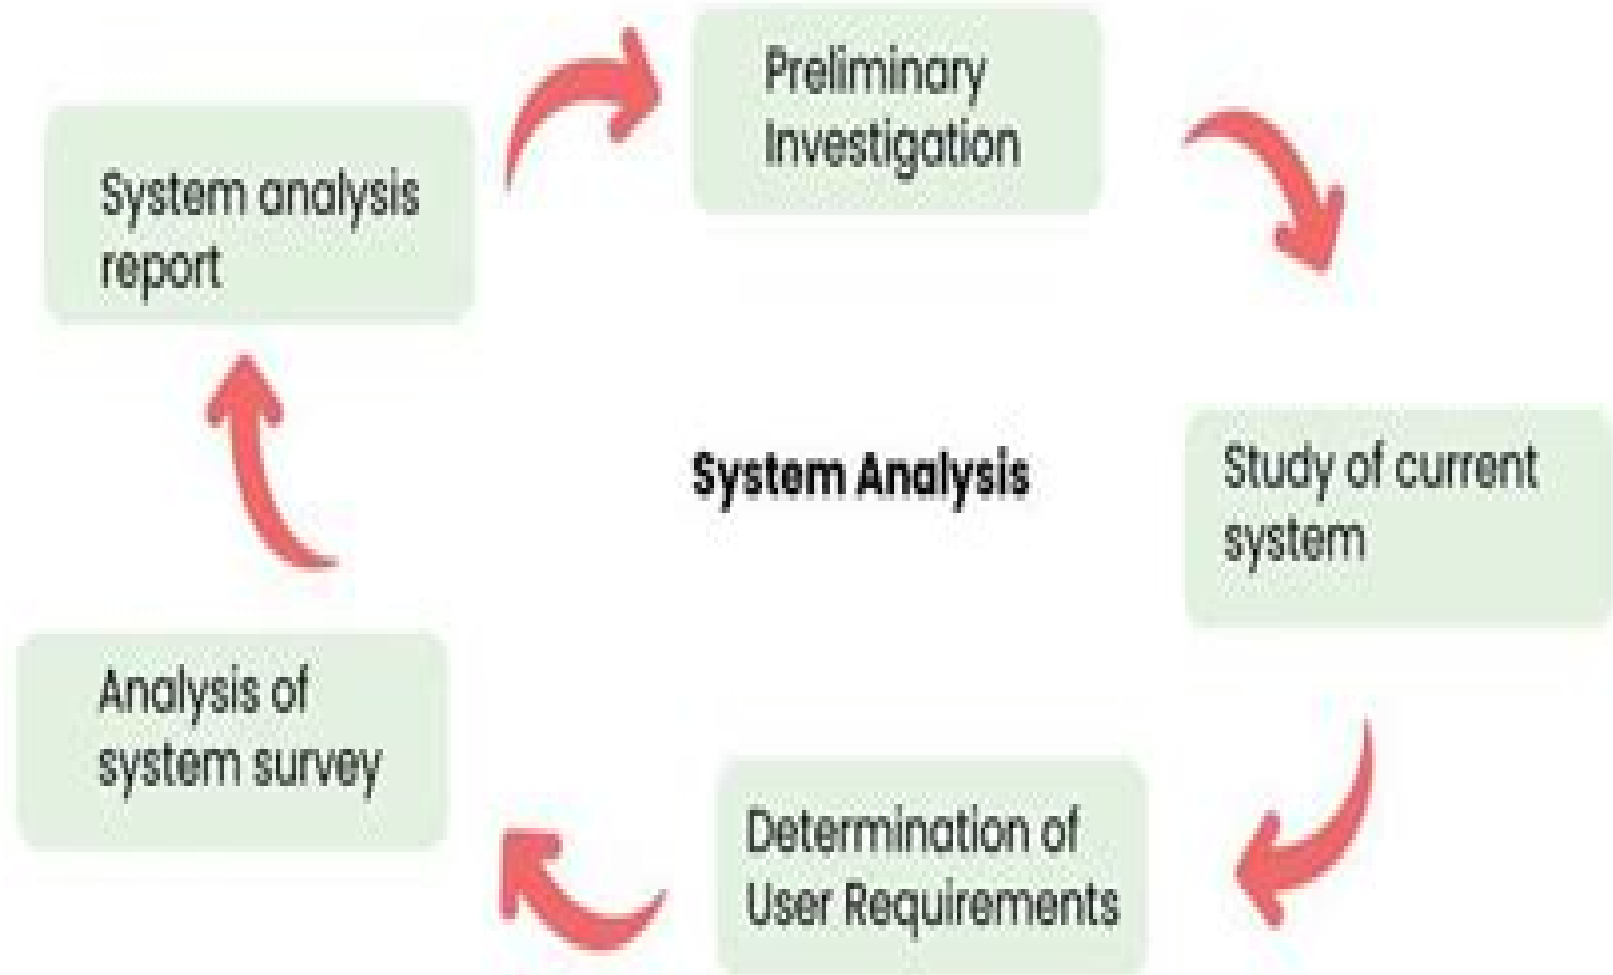 Preliminary
Investigation
Study of current
system
Determination of
User Requirements
Analysis of
system survey
System analysis
report
System Analysis